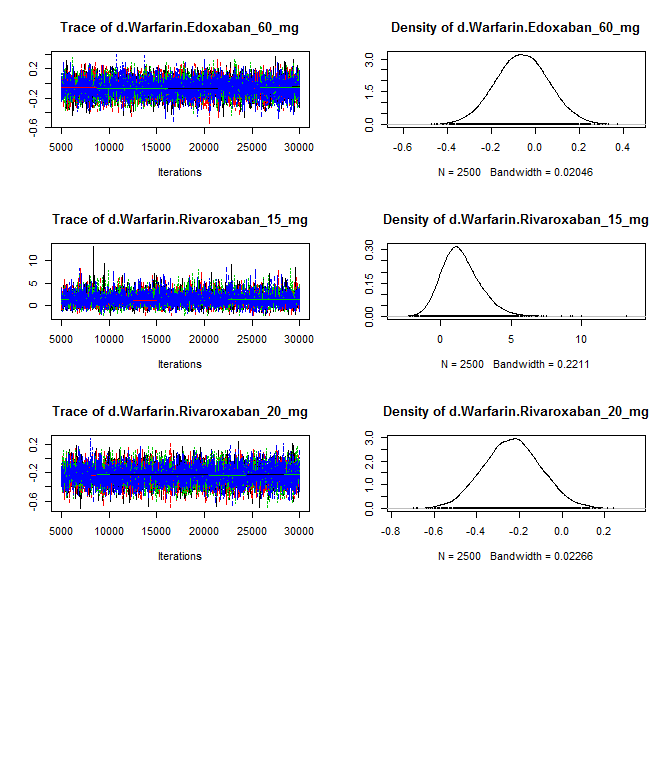 Trace of d.Warfarin.Edoxaban_60_mg
Density of d.Warfarin.Edoxaban_60_mg
0.2
-0.2
-0.6
5000 10000 15000 20000 25000 30000
Iterations
3.0
1.5
0.0
-0.6 -0.4 -0.2 0.0 0.2 0.4
N = 2500 Bandwidth = 0.02046
Trace of d.Warfarin.Rivaroxaban_15_mg
Density of d.Warfarin.Rivaroxaban_15_mg
10
5
0
5000 10000 15000 20000 25000 30000
Iterations
0.30
0.15
0.00
0 5 10
N = 2500 Bandwidth = 0.2211
Trace of d.Warfarin.Rivaroxaban_20_mg
Density of d.Warfarin.Rivaroxaban_20_mg
0.2
-0.2
-0.6
5000 10000 15000 20000 25000 30000
Iterations
3.0
2.0
1.0
0.0
-0.8 -0.6 -0.4 -0.2 0.0 0.2
N = 2500 Bandwidth = 0.02266